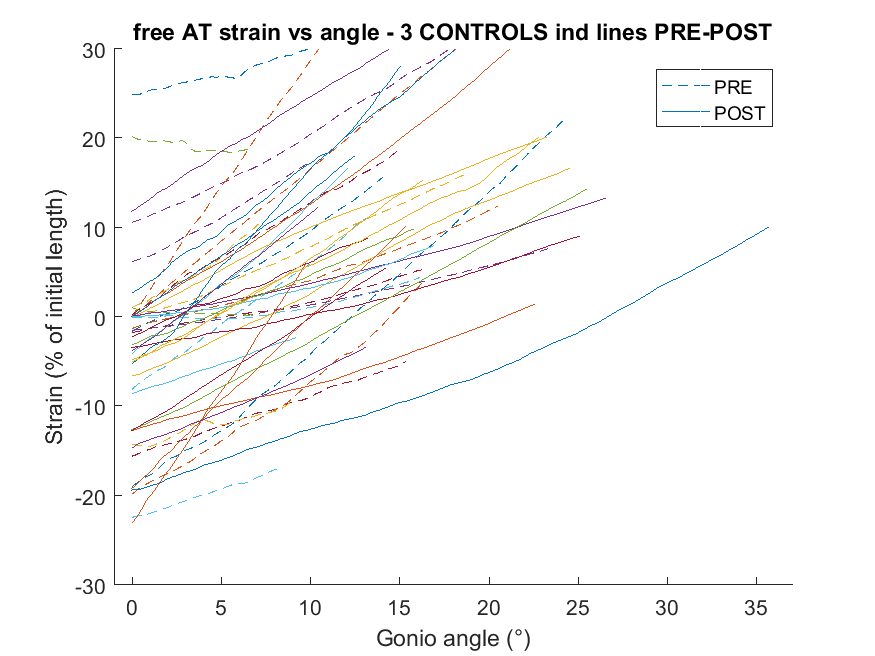 free AT strain vs angle - 3 CONTROLS ind lines PRE-POST
30
20
10
0
-10
-20
-30
Strain (% of initial length)
PRE
POST
0 5 10 15 20 25 30 35
Gonio angle (°)